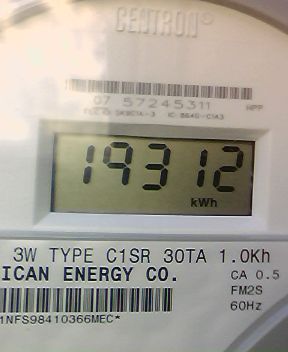 CENTRON®
07 57245311 HPP
19312
kWh
3W TYPE C1SR 30TA 1.0Kh
ICAN ENERGY CO. CA 0.5
FM2S
60Hz
1NFS98410366MEC*